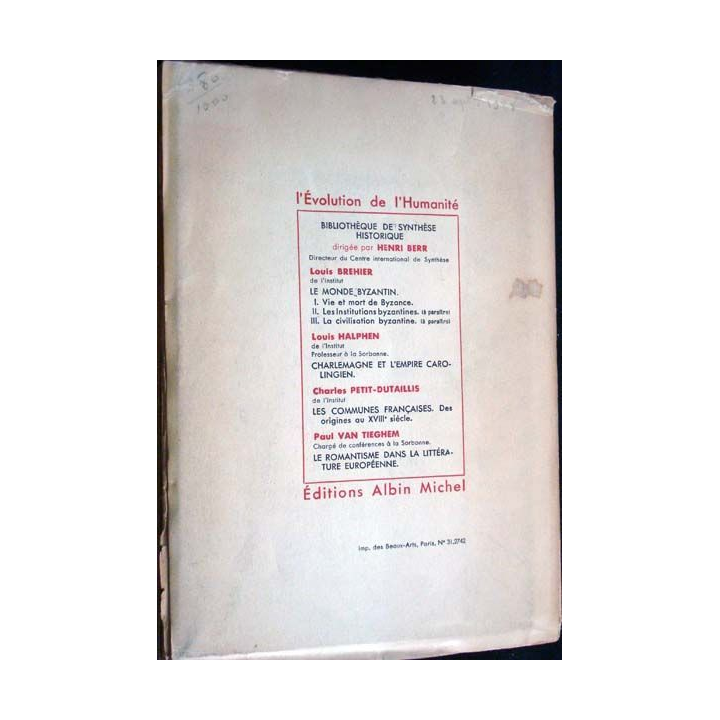 1000
l'Évolution de l'Humanité
BIBLIOTHÈQUE DE SYNTHÈSE
HISTORIQUE
dirigée par HENRI BERR
Directeur du Centre international de Synthèse
Louis BREHIER
de l'Institut
LE MONDE BYZANTIN.
I. Vie et mort de Byzance.
II. Les Institutions byzantines. (à paraître)
III. La civilisation byzantine. (à paraître)
Louis HALPHEN
de l'Institut
Professeur à la Sorbonne.
CHARLEMAGNE ET L'EMPIRE CARO-
LINGIEN.
Charles PETIT-DUTAILLIS
de l'Institut
LES COMMUNES FRANÇAISES. Des
origines au XVIIIe siècle.
Paul VAN TIEGHEM
Chargé de conférences à la Sorbonne.
LE ROMANTISME DANS LA LITTÉRA-
TURE EUROPÉENNE.
Éditions Albin Michel
Imp. des Beaux-Arts, Paris, N° 31.2742